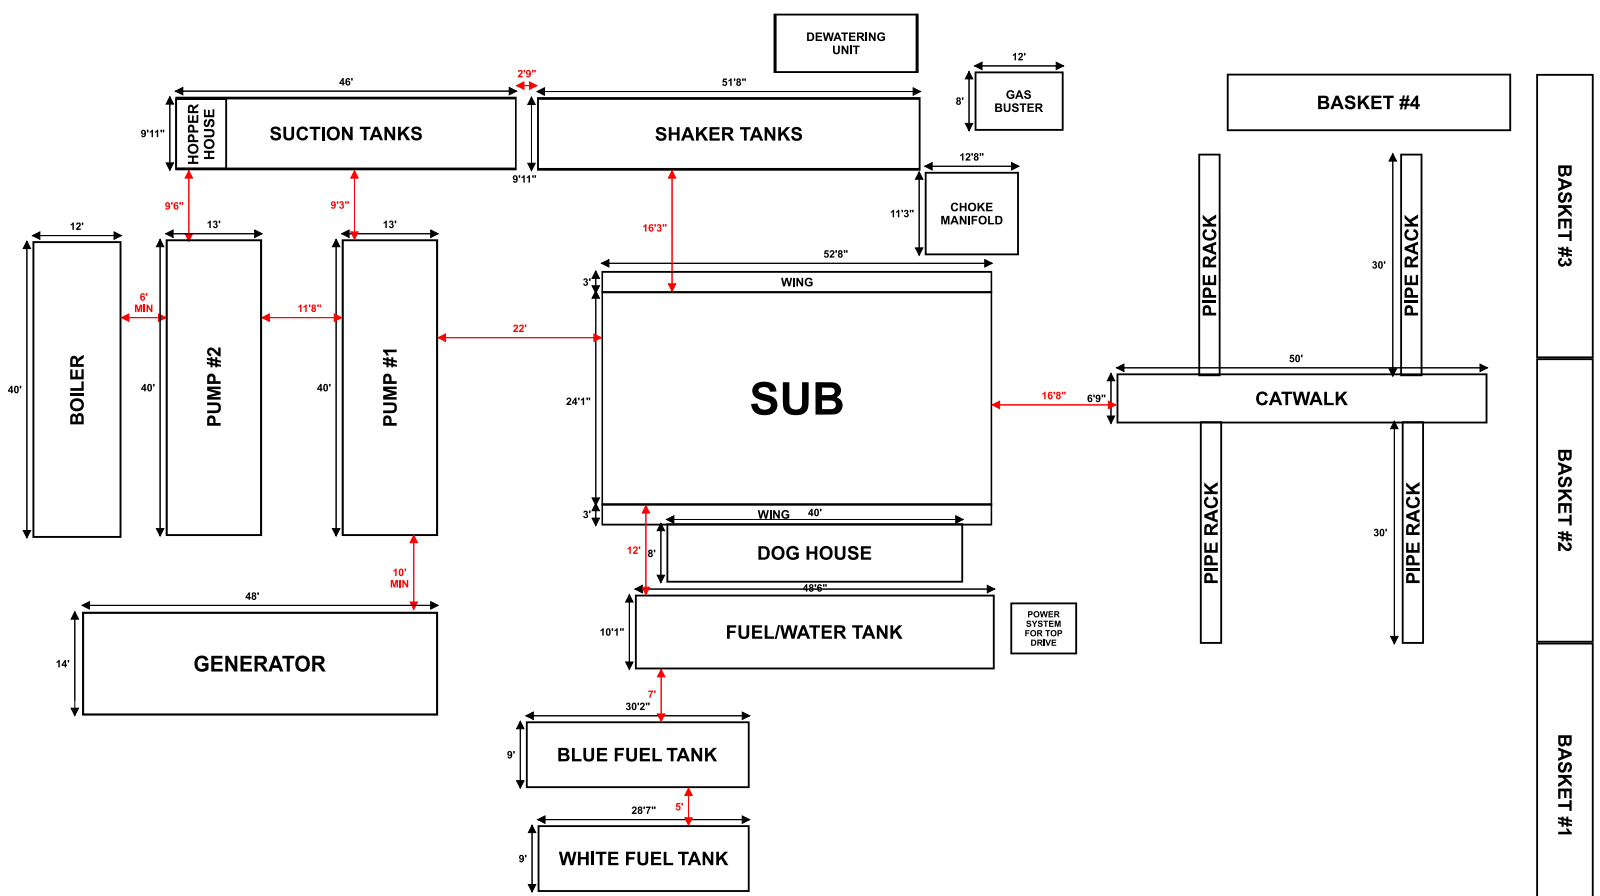 DEWATERING
UNIT
12'
8'
GAS
BUSTER
BASKET #4
46'
2'9"
51'8"
9'11"
HOPPER
HOUSE
SUCTION TANKS
SHAKER TANKS
9'11"
12'8"
11'3"
CHOKE
MANIFOLD
9'6"
9'3"
16'3"
12'
13'
13'
52'8"
3'
WING
6'
MIN
11'8"
22'
40'
BOILER
40'
PUMP #2
40'
PUMP #1
24'1"
SUB
16'8"
PIPE RACK
30'
PIPE RACK
BASKET #3
50'
6'9"
CATWALK
3'
WING
40'
12'
8'
DOG HOUSE
PIPE RACK
30'
PIPE RACK
BASKET #2
10'
MIN
48'
14'
GENERATOR
48'6"
10'1"
FUEL/WATER TANK
POWER
SYSTEM
FOR TOP
DRIVE
7'
30'2"
9'
BLUE FUEL TANK
5'
28'7"
9'
WHITE FUEL TANK
BASKET #1